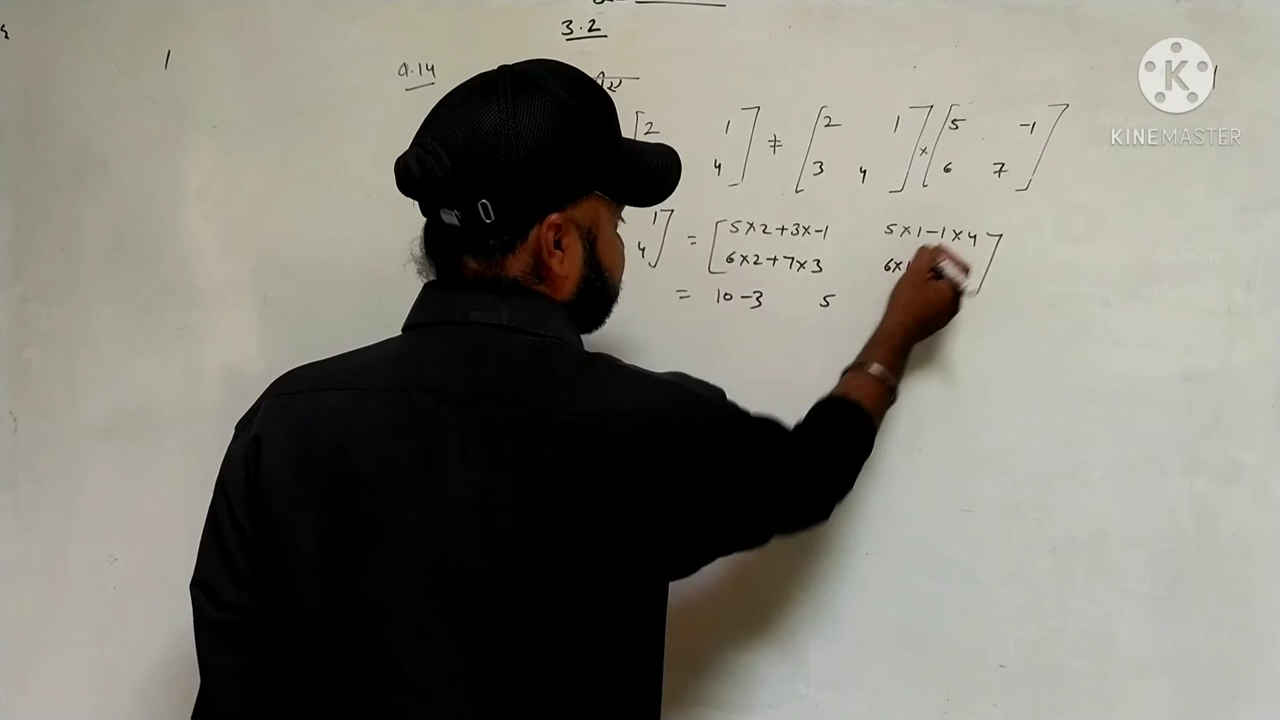 3.2
Q.14
[2 1] ≠ [2 1] × [5 -1]
4 3 4 6 7
1] = [5×2+3×-1 5×1-1×4]
4 6×2+7×3 6×1
= 10-3 5
KINEMASTER